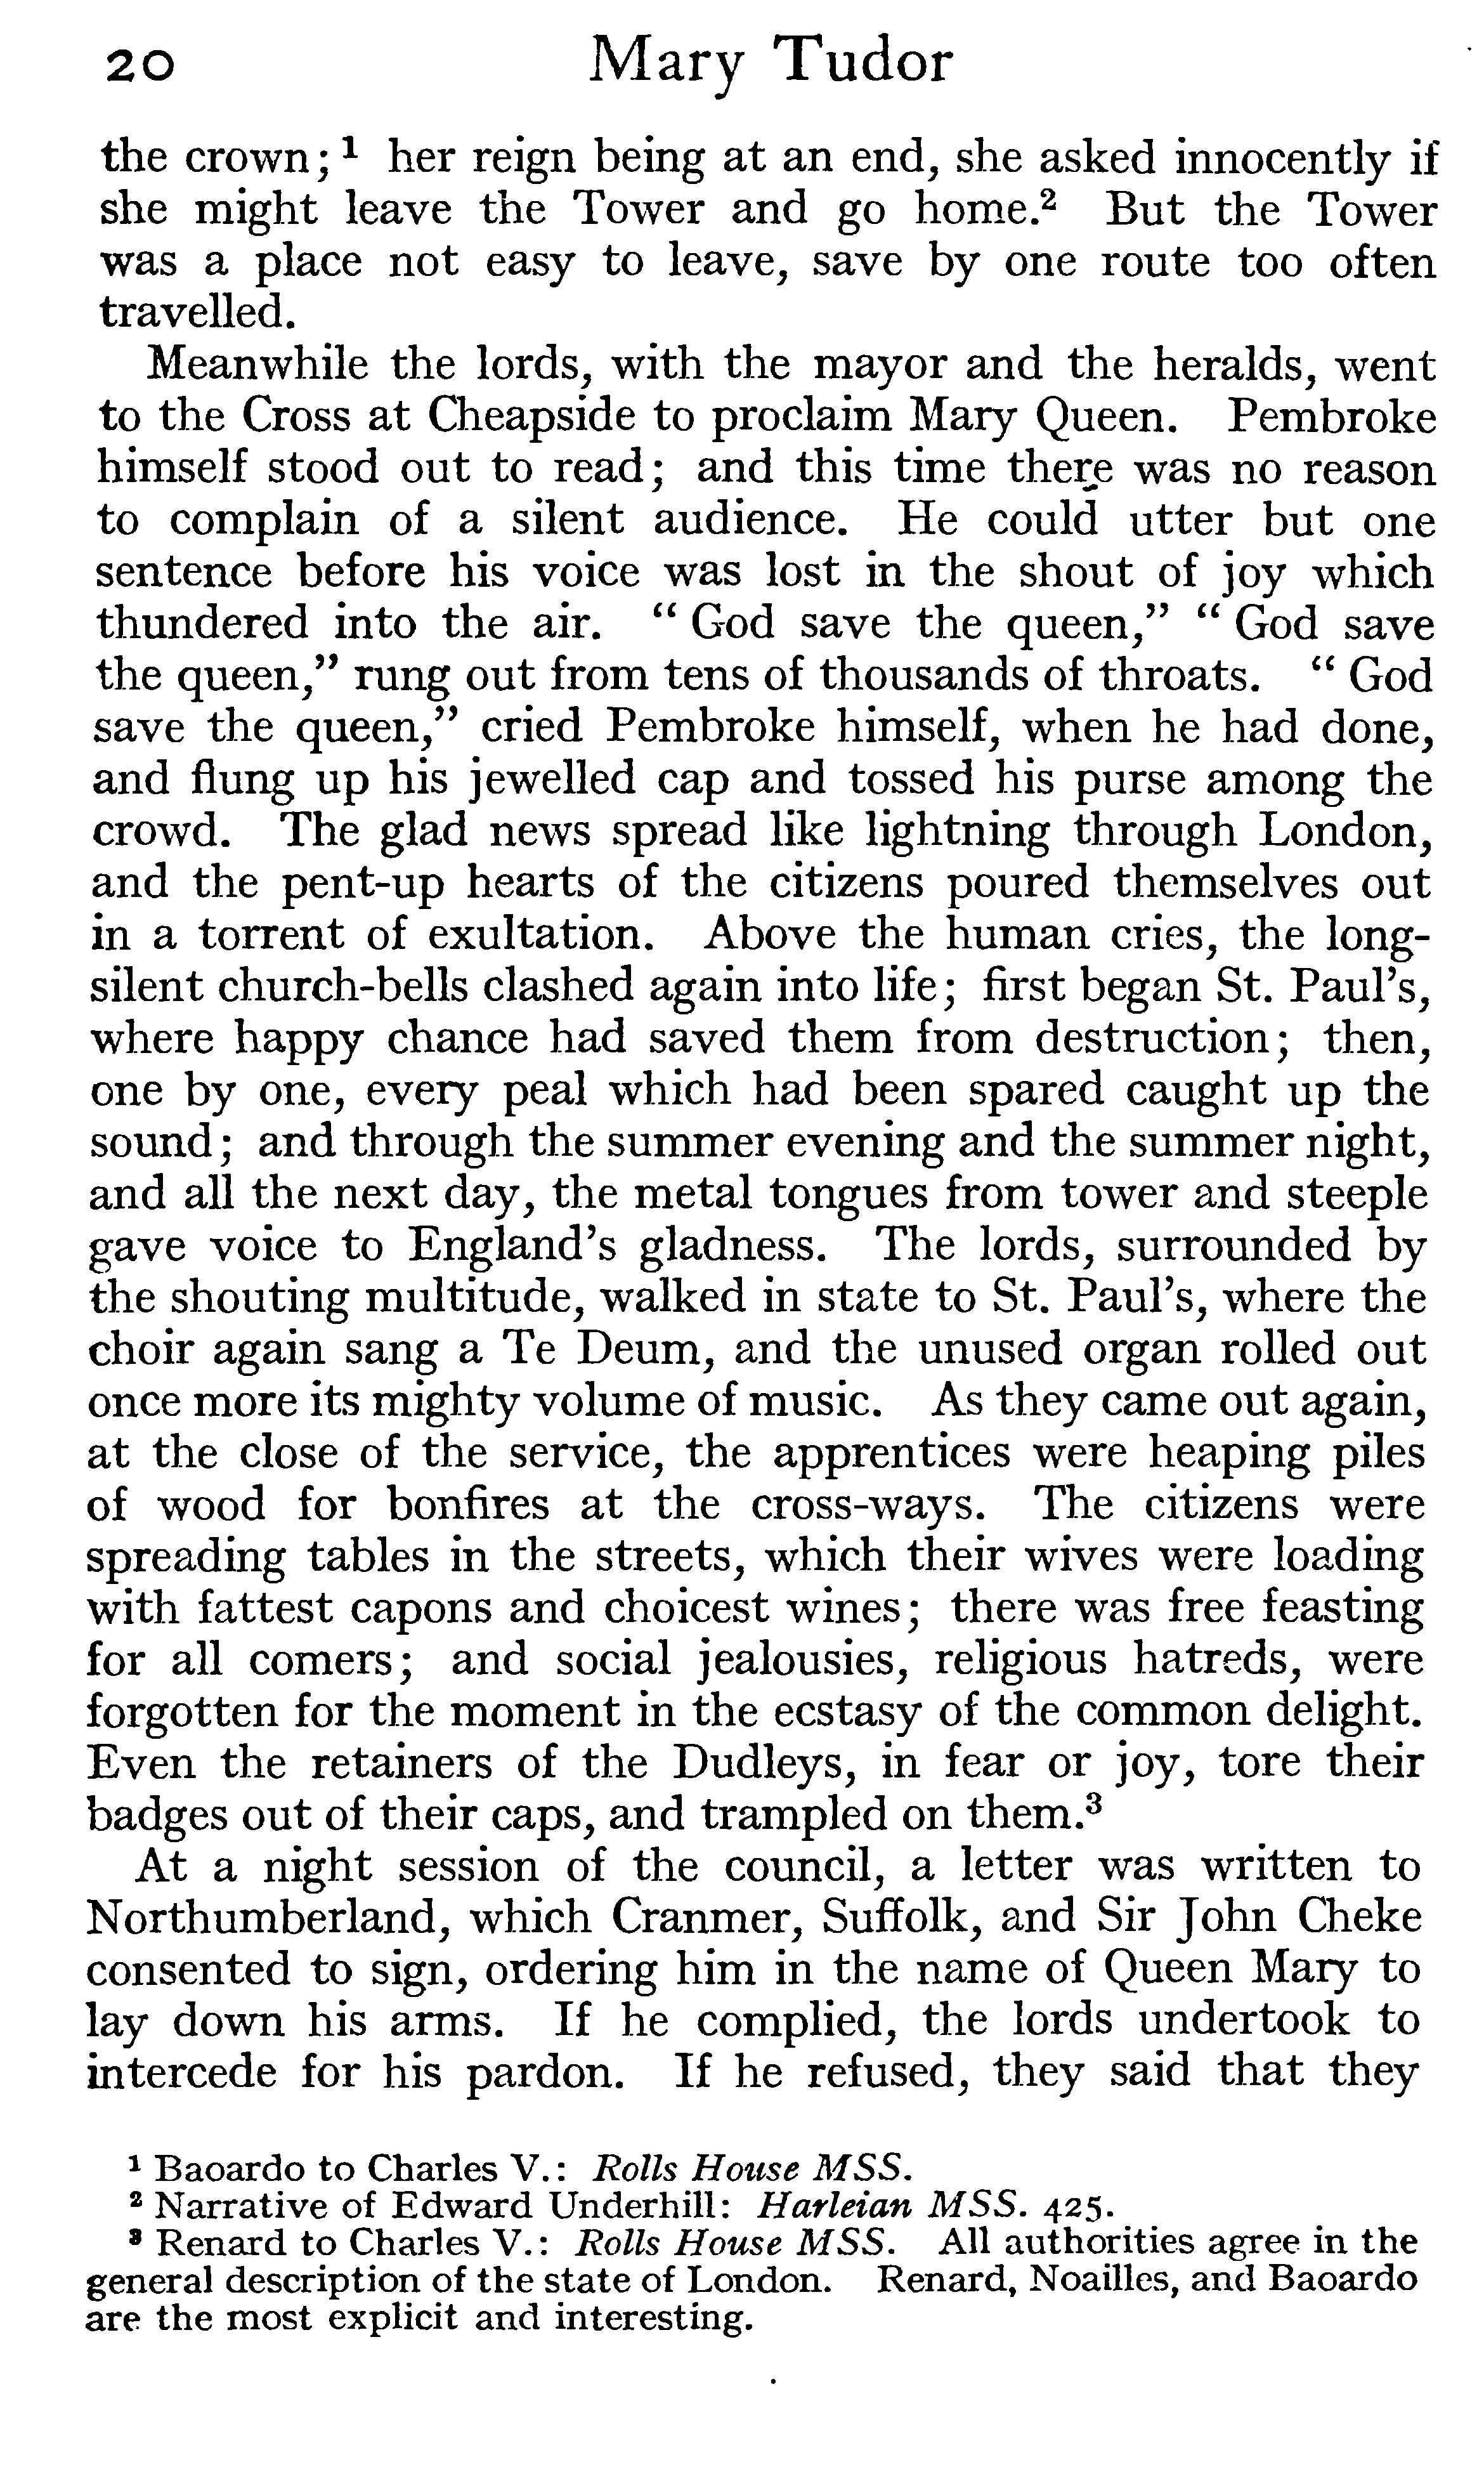 20 Mary Tudor
the crown;¹ her reign being at an end, she asked innocently if
she might leave the Tower and go home.² But the Tower
was a place not easy to leave, save by one route too often
travelled.
Meanwhile the lords, with the mayor and the heralds, went
to the Cross at Cheapside to proclaim Mary Queen. Pembroke
himself stood out to read; and this time there was no reason
to complain of a silent audience. He could utter but one
sentence before his voice was lost in the shout of joy which
thundered into the air. “ God save the queen,” “ God save
the queen,” rung out from tens of thousands of throats. “ God
save the queen,” cried Pembroke himself, when he had done,
and flung up his jewelled cap and tossed his purse among the
crowd. The glad news spread like lightning through London,
and the pent-up hearts of the citizens poured themselves out
in a torrent of exultation. Above the human cries, the long-
silent church-bells clashed again into life; first began St. Paul’s,
where happy chance had saved them from destruction; then,
one by one, every peal which had been spared caught up the
sound; and through the summer evening and the summer night,
and all the next day, the metal tongues from tower and steeple
gave voice to England’s gladness. The lords, surrounded by
the shouting multitude, walked in state to St. Paul’s, where the
choir again sang a Te Deum, and the unused organ rolled out
once more its mighty volume of music. As they came out again,
at the close of the service, the apprentices were heaping piles
of wood for bonfires at the cross-ways. The citizens were
spreading tables in the streets, which their wives were loading
with fattest capons and choicest wines; there was free feasting
for all comers; and social jealousies, religious hatreds, were
forgotten for the moment in the ecstasy of the common delight.
Even the retainers of the Dudleys, in fear or joy, tore their
badges out of their caps, and trampled on them.³
At a night session of the council, a letter was written to
Northumberland, which Cranmer, Suffolk, and Sir John Cheke
consented to sign, ordering him in the name of Queen Mary to
lay down his arms. If he complied, the lords undertook to
intercede for his pardon. If he refused, they said that they
¹ Baoardo to Charles V.: Rolls House MSS.
² Narrative of Edward Underhill: Harleian MSS. 425.
³ Renard to Charles V.: Rolls House MSS. All authorities agree in the
general description of the state of London. Renard, Noailles, and Baoardo
are the most explicit and interesting.